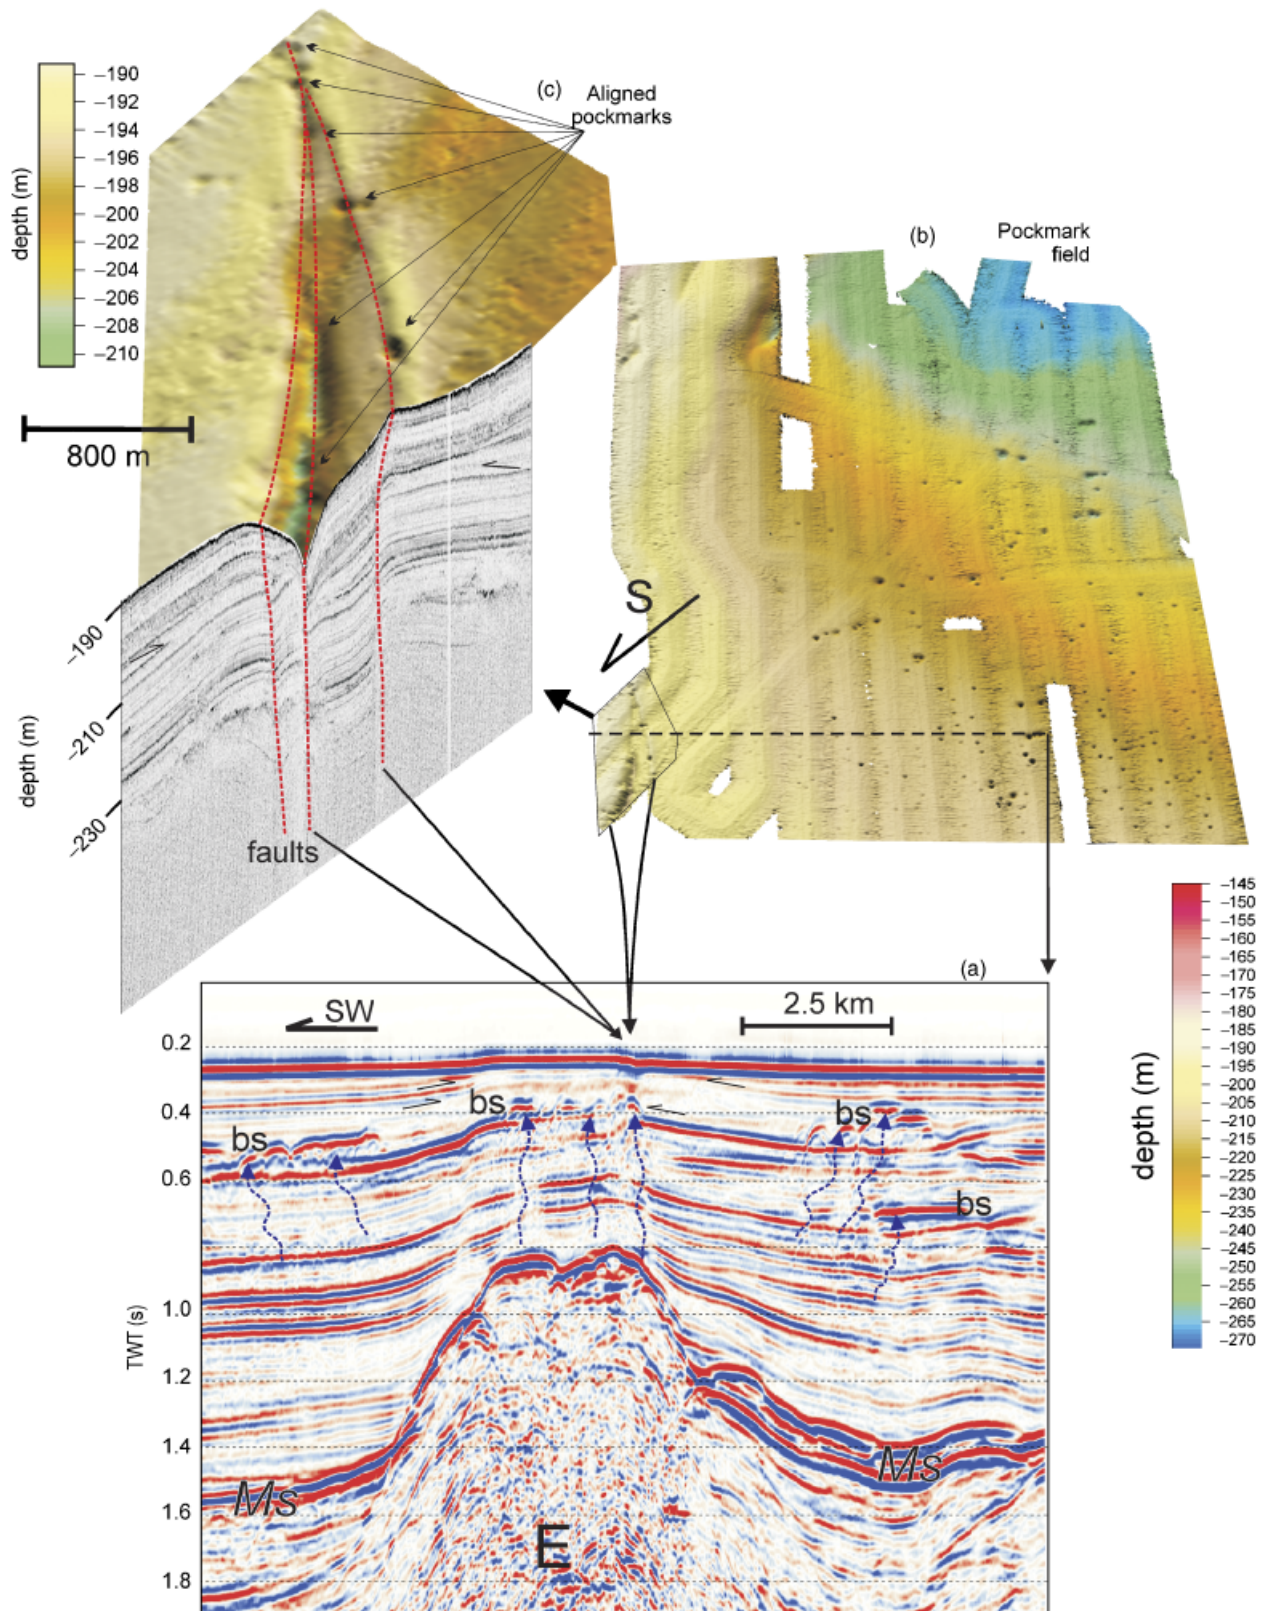 –190
–192
–194
–196
–198
–200
–202
–204
–206
–208
–210
depth (m)
800 m
(c)
Aligned
pockmarks
(b)
Pockmark
field
S
–190
–210
–230
depth (m)
faults
–145
–150
–155
–160
–165
–170
–175
–180
–185
–190
–195
–200
–205
–210
–215
–220
–225
–230
–235
–240
–245
–250
–255
–260
–265
–270
depth (m)
(a)
SW
2.5 km
0.2
0.4
0.6
1.0
1.2
1.4
1.6
1.8
TWT (s)
bs
bs
bs
bs
Ms
Ms
E